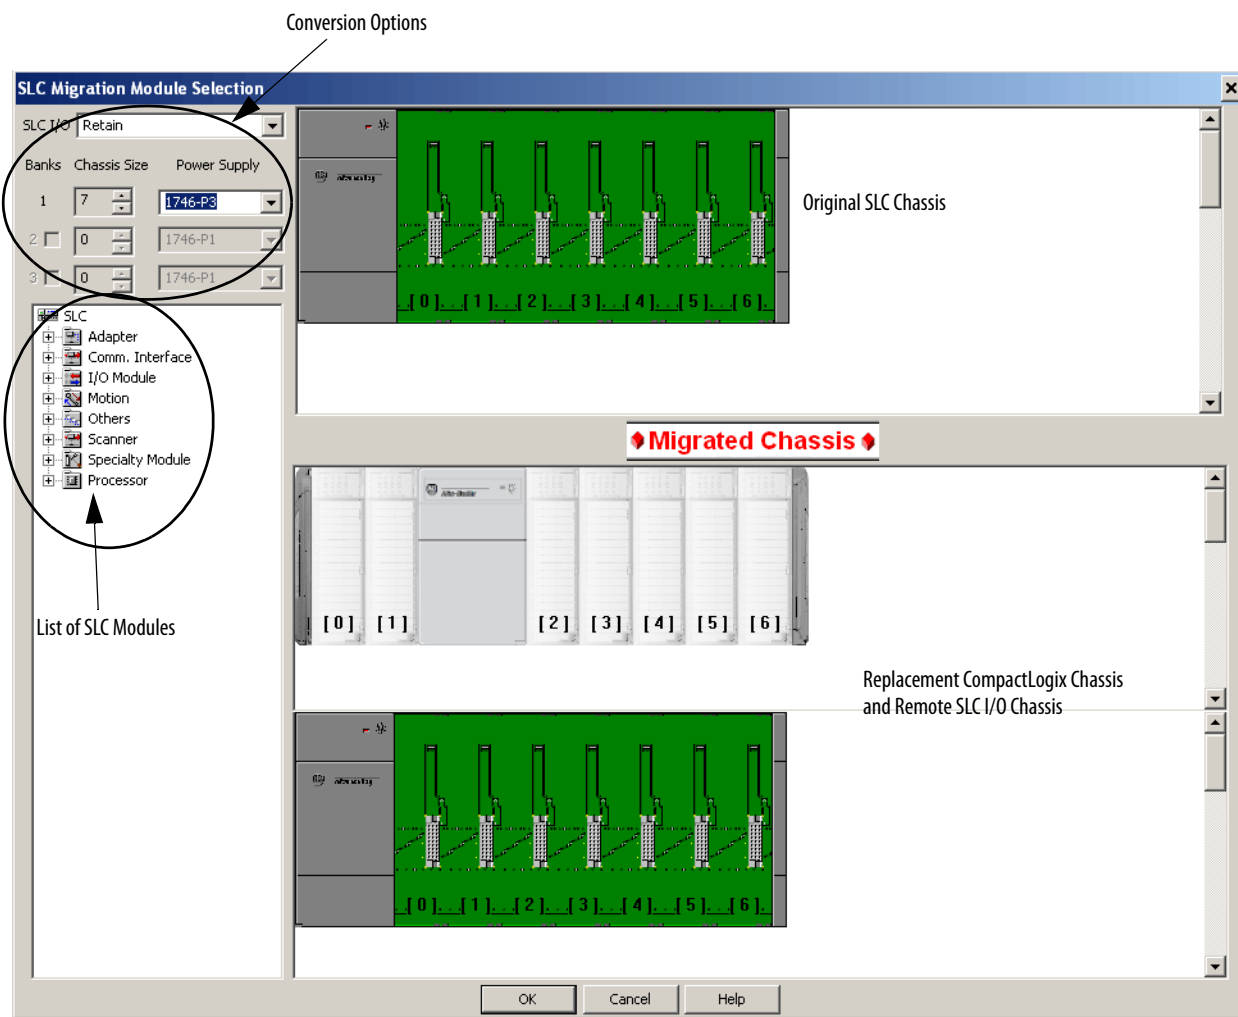 Conversion Options
SLC Migration Module Selection
SLC I/O Retain
Banks Chassis Size Power Supply
1 7 1746-P3
2 0 1746-P1
3 0 1746-P1
Original SLC Chassis
[ 0 ] [ 1 ] [ 2 ] [ 3 ] [ 4 ] [ 5 ] [ 6 ]
SLC
Adapter
Comm. Interface
I/O Module
Motion
Others
Scanner
Specialty Module
Processor
List of SLC Modules
Migrated Chassis
Allen-Bradley
[ 0 ] [ 1 ] [ 2 ] [ 3 ] [ 4 ] [ 5 ] [ 6 ]
Replacement CompactLogix Chassis
and Remote SLC I/O Chassis
[ 0 ] [ 1 ] [ 2 ] [ 3 ] [ 4 ] [ 5 ] [ 6 ]
OK Cancel Help